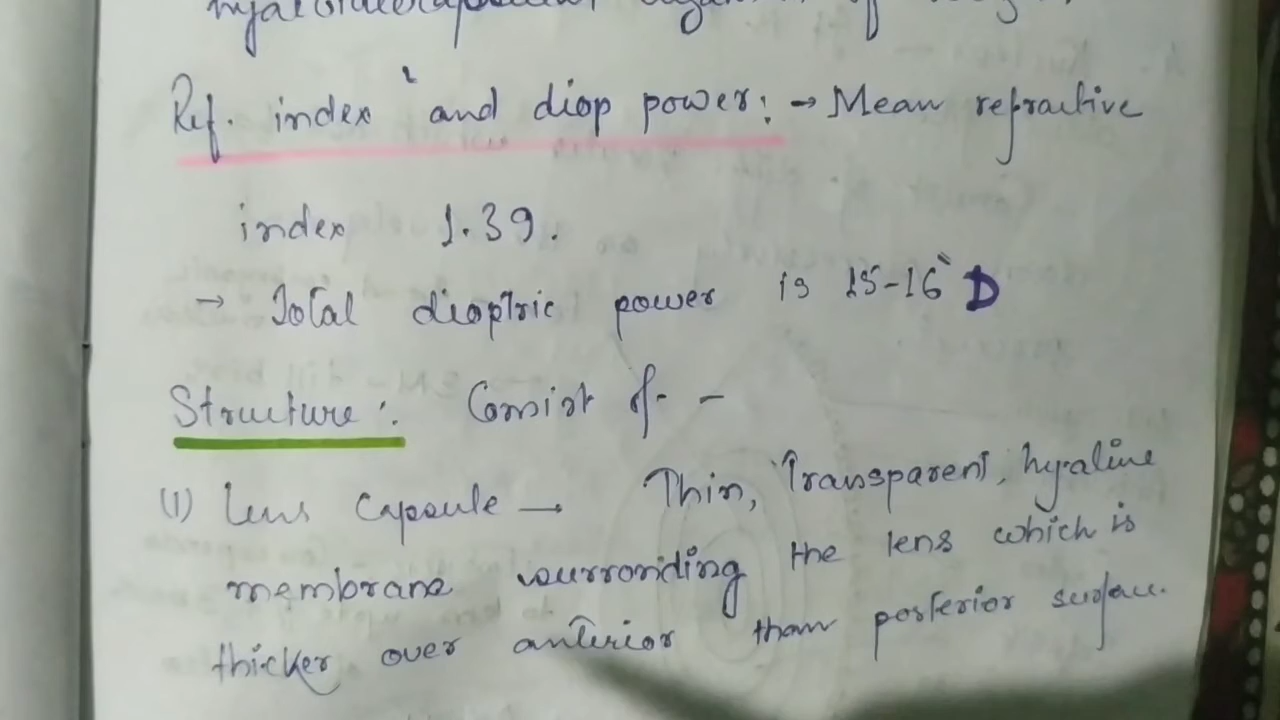 Ref. index and diop power: → Mean refractive
index 1.39.
→ Total dioptric power is 15-16 D
Structure: Consist of -
(1) Lens Capsule → Thin, Transparent, hyaline
membrane surronding the lens which is
thicker over anterior than posterior surface.